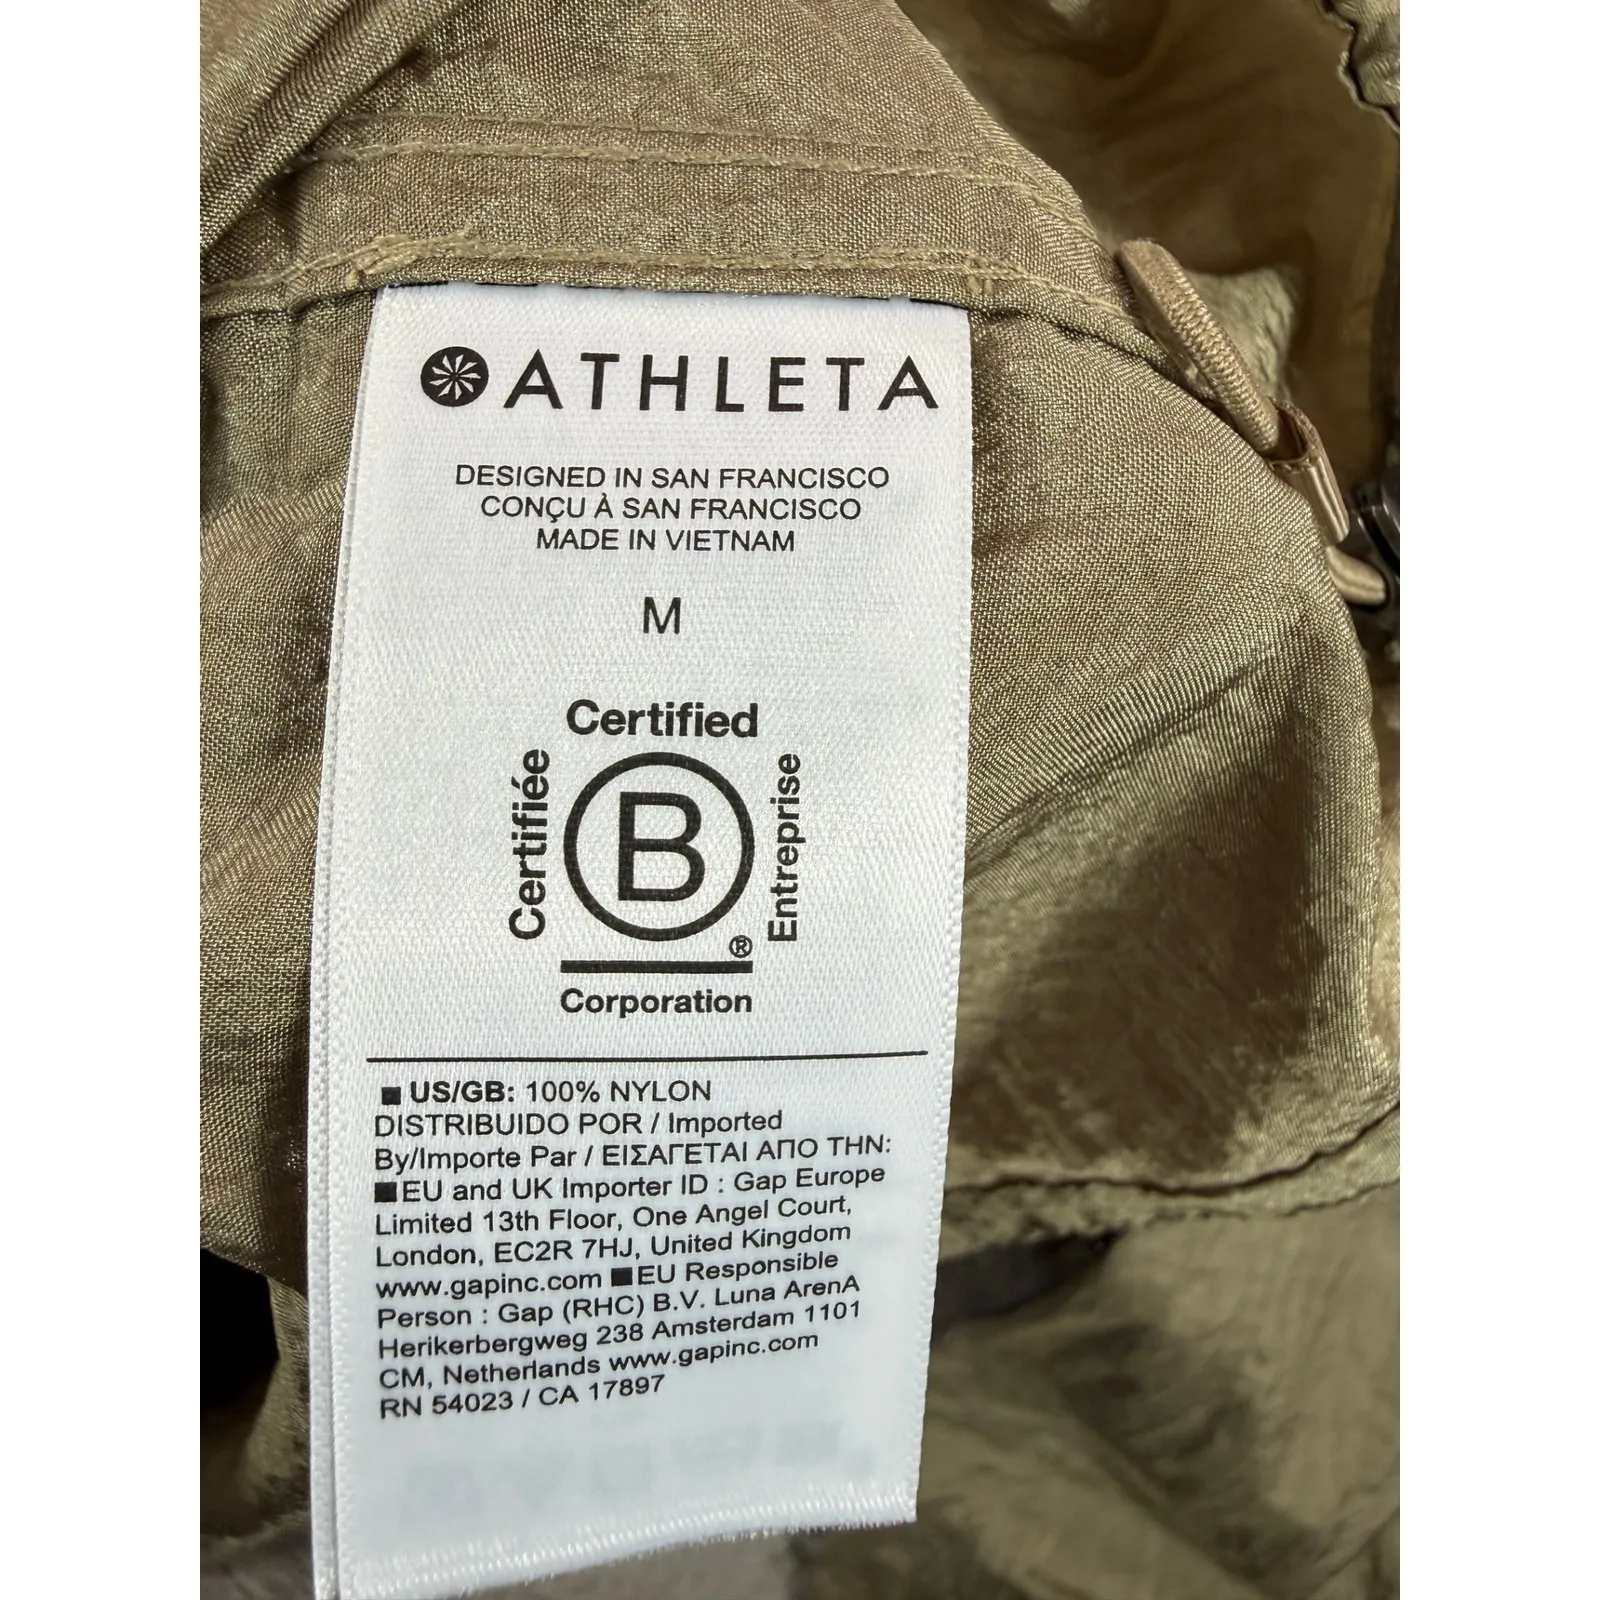 ATHLETA
DESIGNED IN SAN FRANCISCO
CONÇU À SAN FRANCISCO
MADE IN VIETNAM
M
Certified
Certifiée
B
Entreprise
®
Corporation
US/GB: 100% NYLON
DISTRIBUIDO POR / Imported
By/Importe Par / ΕΙΣΑΓΕΤΑΙ ΑΠΟ ΤΗΝ:
EU and UK Importer ID : Gap Europe
Limited 13th Floor, One Angel Court,
London, EC2R 7HJ, United Kingdom
www.gapinc.com EU Responsible
Person : Gap (RHC) B.V. Luna ArenA
Herikerbergweg 238 Amsterdam 1101
CM, Netherlands www.gapinc.com
RN 54023 / CA 17897